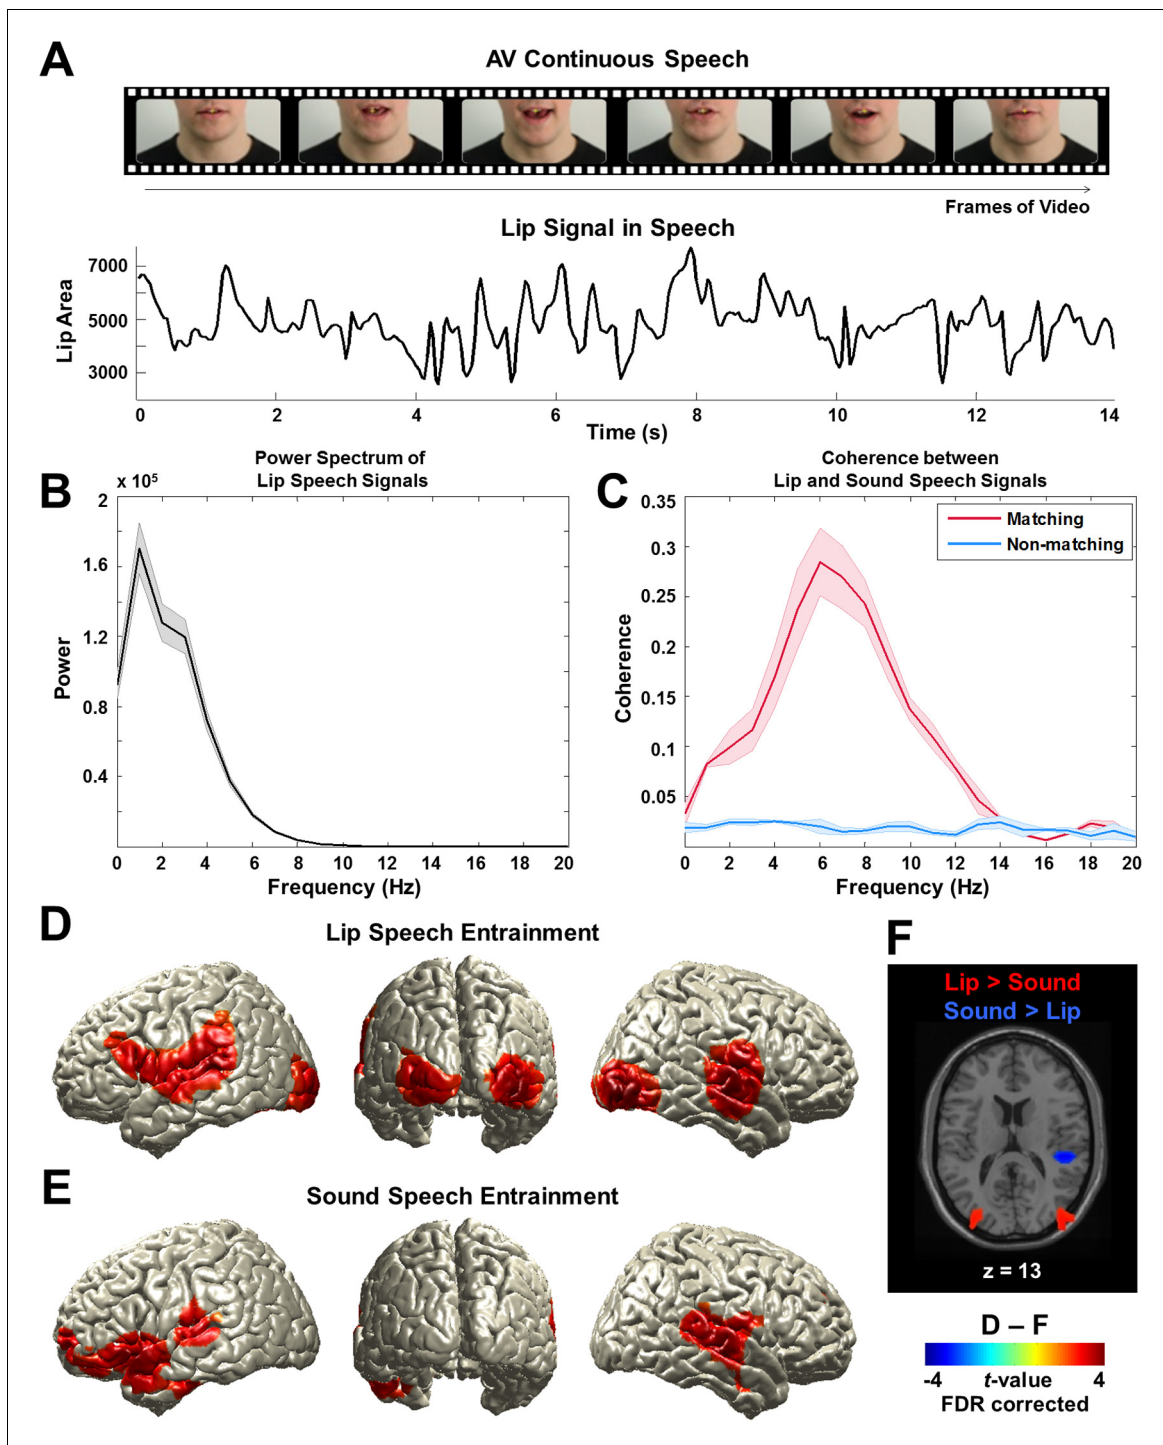 A
AV Continuous Speech
Frames of Video
Lip Signal in Speech
Lip Area
7000
5000
3000
0 2 4 6 8 10 12 14
Time (s)
B
Power Spectrum of
Lip Speech Signals
x 10⁵
2
1.6
1.2
0.8
0.4
Power
0 2 4 6 8 10 12 14 16 18 20
Frequency (Hz)
C
Coherence between
Lip and Sound Speech Signals
0.35
0.3
0.25
0.2
0.15
0.1
0.05
Coherence
Matching
Non-matching
0 2 4 6 8 10 12 14 16 18 20
Frequency (Hz)
D
Lip Speech Entrainment
E
Sound Speech Entrainment
F
Lip > Sound
Sound > Lip
z = 13
D – F
-4 t-value 4
FDR corrected